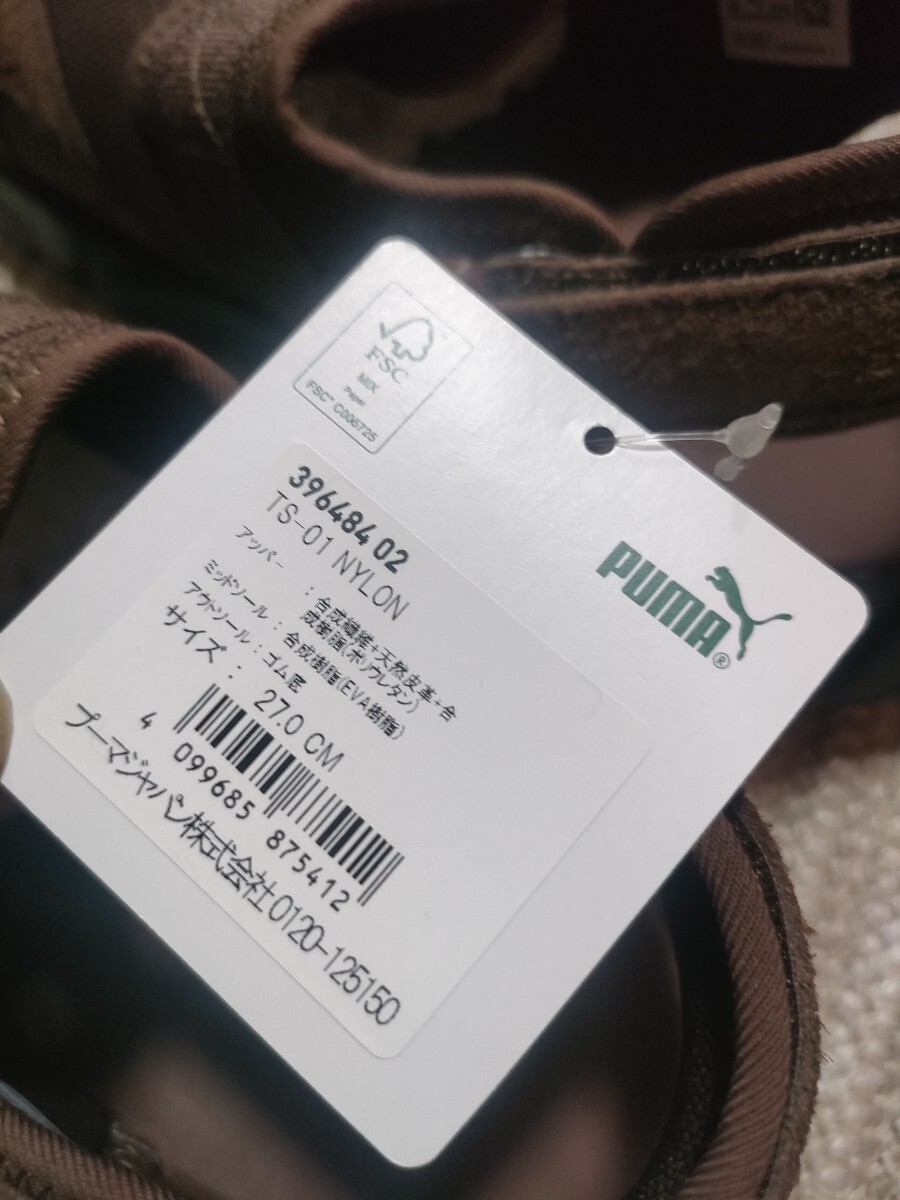 FSC
MIX
Paper
FSC® C006725
PUMA®
396484 02
TS-01 NYLON
アッパー : 合成繊維+天然皮革+合
成樹脂(ポリウレタン)
ミッドソール : 合成樹脂(EVA樹脂)
アウトソール : ゴム底
サイズ : 27.0 CM
4 099685 875412
プーマジャパン株式会社 0120-125150